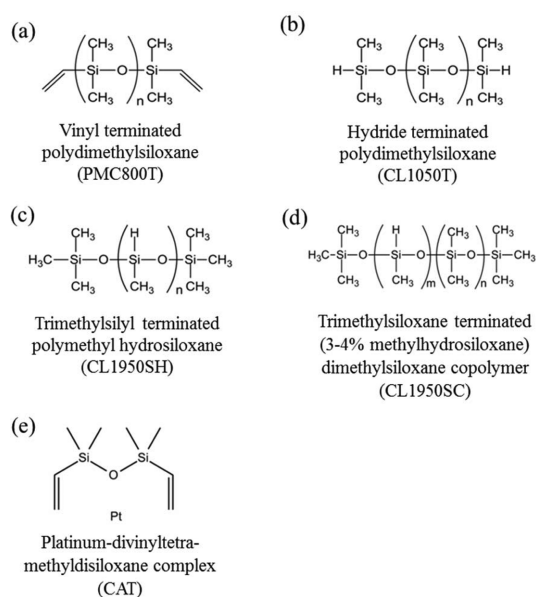 (a)
CH₃ CH₃
Si O Si
CH₃ n CH₃
Vinyl terminated
polydimethylsiloxane
(PMC800T)
(b)
CH₃ CH₃ CH₃
H Si O Si O Si H
CH₃ CH₃ n CH₃
Hydride terminated
polydimethylsiloxane
(CL1050T)
(c)
CH₃ H CH₃
H₃C Si O Si O Si CH₃
CH₃ CH₃ n CH₃
Trimethylsilyl terminated
polymethyl hydrosiloxane
(CL1950SH)
(d)
CH₃ H CH₃ CH₃
H₃C Si O Si O Si O Si CH₃
CH₃ CH₃ m CH₃ n CH₃
Trimethylsiloxane terminated
(3-4% methylhydrosiloxane)
dimethylsiloxane copolymer
(CL1950SC)
(e)
Si Si
O
Pt
Platinum-divinyltetra-
methyldisiloxane complex
(CAT)